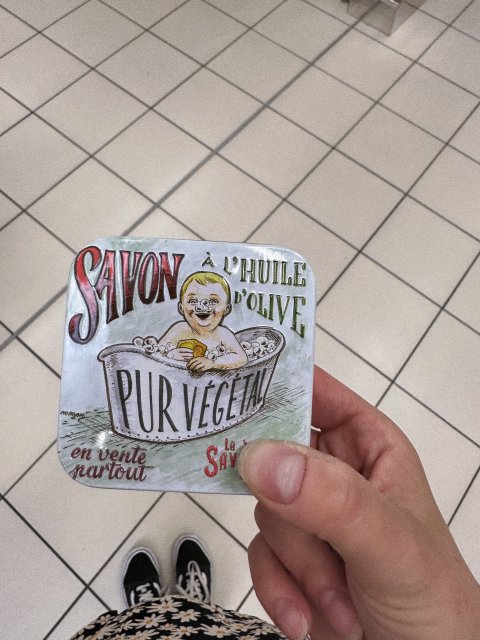 SAVON
À L'HUILE
D'OLIVE
PUR VÉGÉTAL
en vente
partout